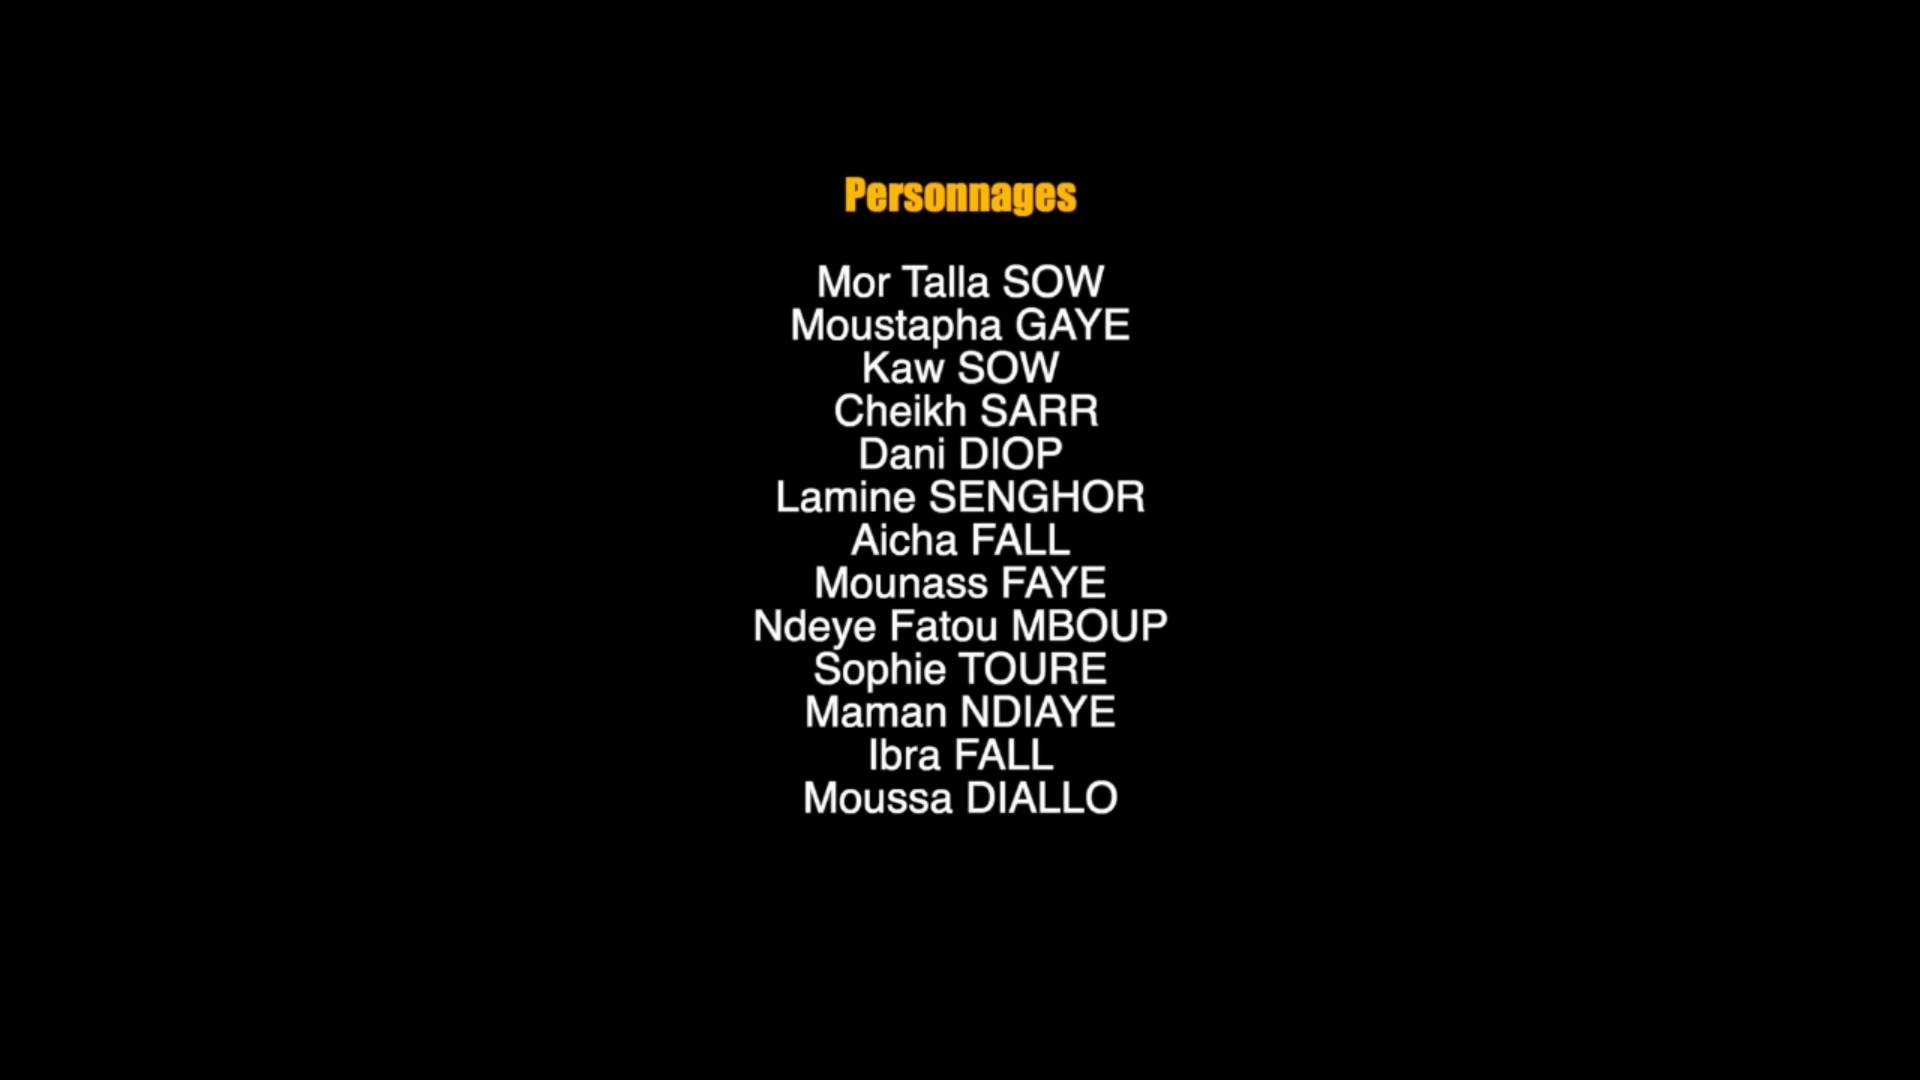 Personnages
Mor Talla SOW
Moustapha GAYE
Kaw SOW
Cheikh SARR
Dani DIOP
Lamine SENGHOR
Aicha FALL
Mounass FAYE
Ndeye Fatou MBOUP
Sophie TOURE
Maman NDIAYE
Ibra FALL
Moussa DIALLO